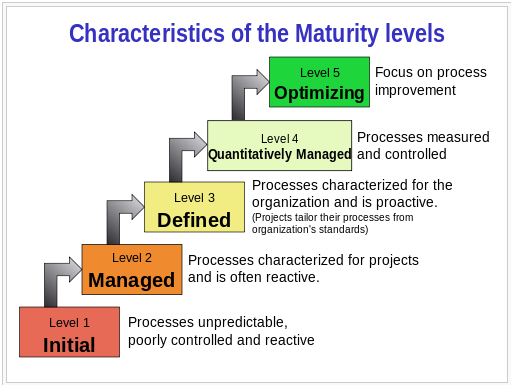 Characteristics of the Maturity levels
Level 5
Optimizing
Focus on process
improvement
Level 4
Quantitatively Managed
Processes measured
and controlled
Level 3
Defined
Processes characterized for the
organization and is proactive.
(Projects tailor their processes from
organization's standards)
Level 2
Managed
Processes characterized for projects
and is often reactive.
Level 1
Initial
Processes unpredictable,
poorly controlled and reactive